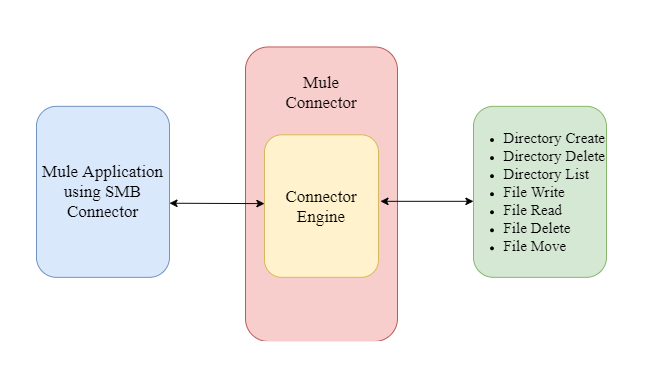 Mule Application
using SMB
Connector
Mule
Connector
Connector
Engine
• Directory Create
• Directory Delete
• Directory List
• File Write
• File Read
• File Delete
• File Move